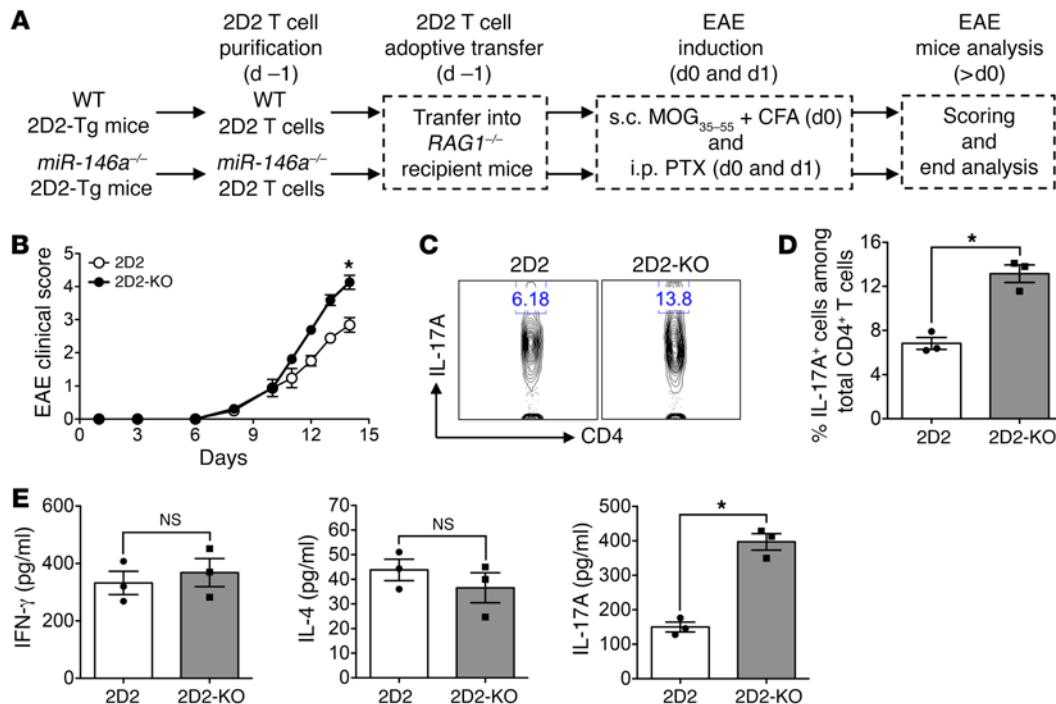 A
2D2 T cell
purification
(d –1)
2D2 T cell
adoptive transfer
(d –1)
EAE
induction
(d0 and d1)
EAE
mice analysis
(>d0)
WT
2D2-Tg mice
WT
2D2 T cells
miR-146a–/–
2D2-Tg mice
miR-146a–/–
2D2 T cells
Tranfer into
RAG1–/–
recipient mice
s.c. MOG35–55 + CFA (d0)
and
i.p. PTX (d0 and d1)
Scoring
and
end analysis
B
EAE clinical score
5
4
3
2
1
0
0 3 6 9 12 15
Days
2D2
2D2-KO
*
C
2D2 2D2-KO
6.18 13.8
IL-17A
CD4
D
% IL-17A+ cells among
total CD4+ T cells
16
12
8
4
0
*
2D2 2D2-KO
E
IFN-γ (pg/ml)
600
400
200
0
NS
2D2 2D2-KO
IL-4 (pg/ml)
70
60
50
40
30
20
10
0
NS
2D2 2D2-KO
IL-17A (pg/ml)
500
400
300
200
100
0
*
2D2 2D2-KO